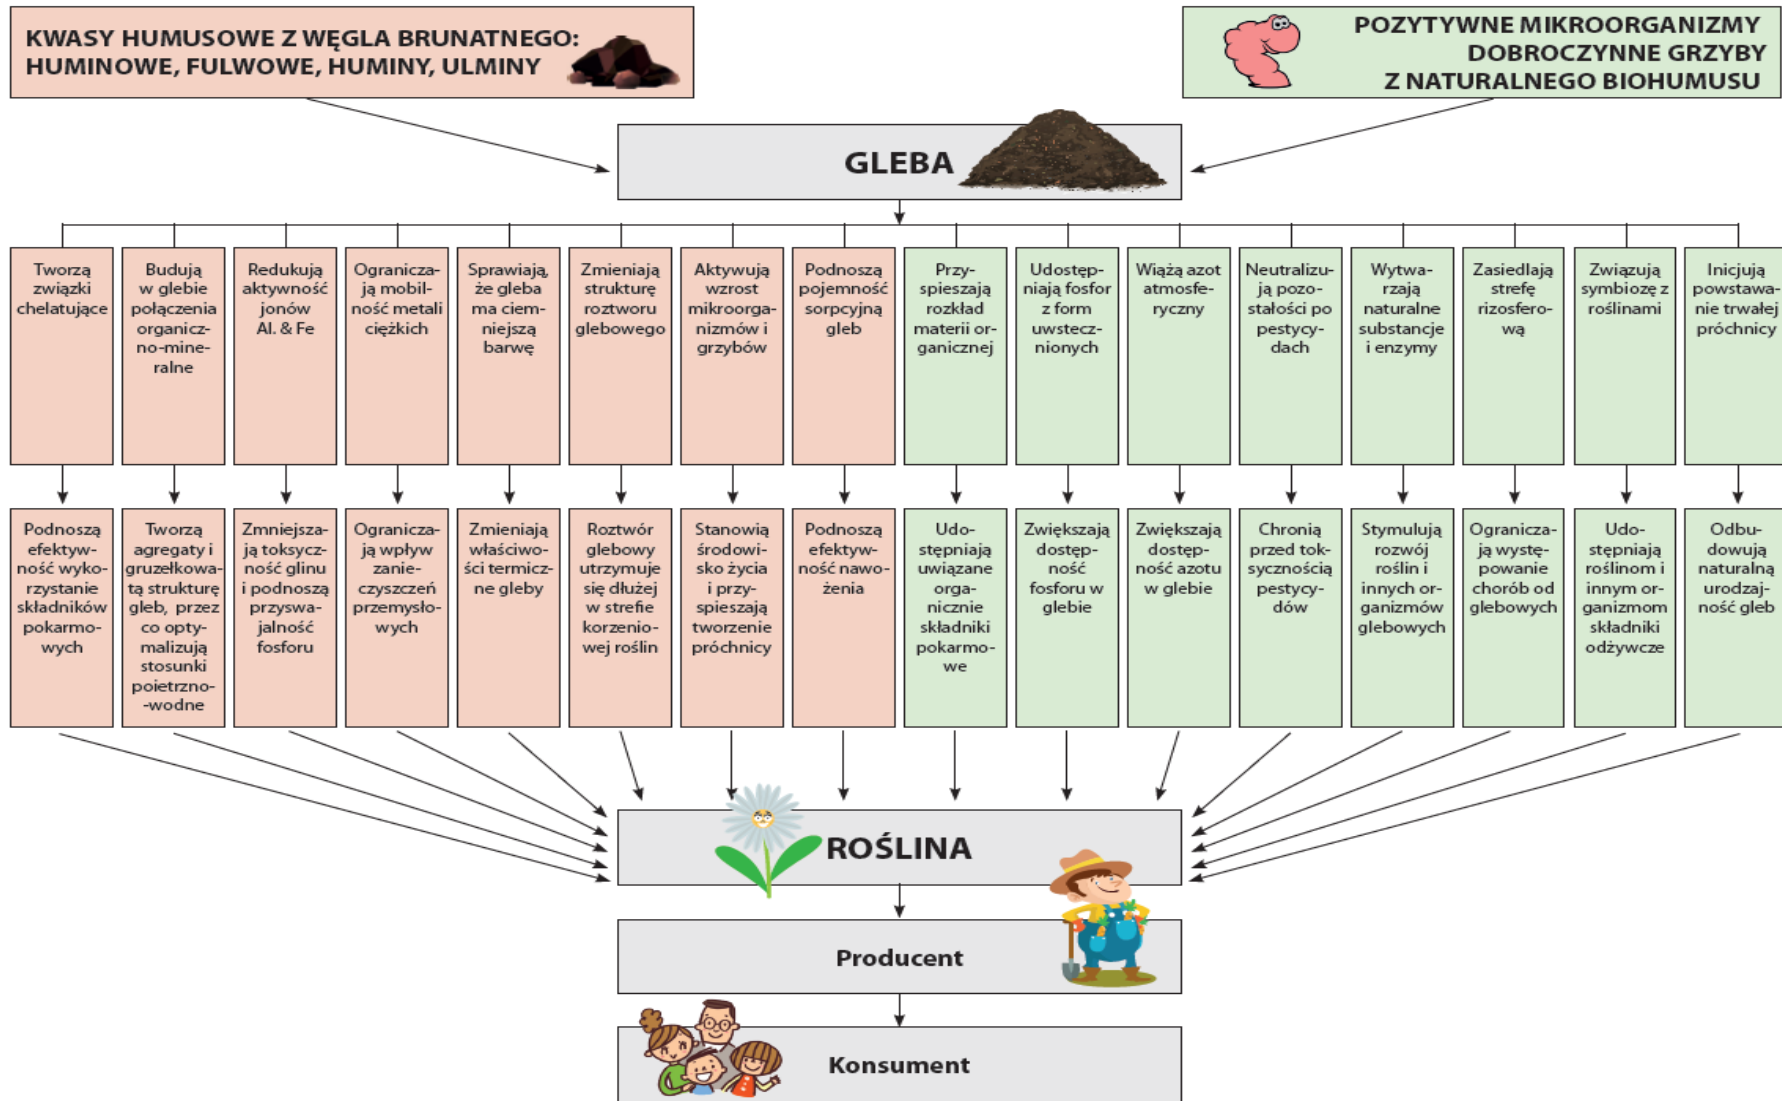 KWASY HUMUSOWE Z WĘGLA BRUNATNEGO:
HUMINOWE, FULWOWE, HUMINY, ULMINY
POZYTYWNE MIKROORGANIZMY
DOBROCZYNNE GRZYBY
Z NATURALNEGO BIOHUMUSU
GLEBA
Tworzą
związki
chelatujące
Budują
w glebie
połączenia
organicz-
no-mine-
ralne
Redukują
aktywność
jonów
Al. & Fe
Ogranicza-
ją mobil-
ność metali
ciężkich
Sprawiają,
że gleba
ma ciem-
niejszą
barwę
Zmieniają
strukturę
roztworu
glebowego
Aktywują
wzrost
mikroorga-
nizmów i
grzybów
Podnoszą
pojemność
sorpcyjną
gleb
Przy-
spieszają
rozkład
materii or-
ganicznej
Udostęp-
niają fosfor
z form
uwstecz-
nionych
Wiążą azot
atmosfe-
ryczny
Neutralizu-
ją pozo-
stałości po
pestycy-
dach
Wytwa-
rzają
naturalne
substancje
i enzymy
Zasiedlają
strefę
rizosfero-
wą
Związują
symbiozę z
roślinami
Inicjują
powstawa-
nie trwałej
próchnicy
Podnoszą
efektyw-
ność wyko-
rzystanie
składników
pokarmo-
wych
Tworzą
agregaty i
gruzełkowa-
tą strukturę
gleb, przez
co opty-
malizują
stosunki
poietrzno-
-wodne
Zmniejsza-
ją toksycz-
ność glinu
i podnoszą
przyswa-
jalność
fosforu
Ogranicza-
ją wpływ
zanie-
czyszczeń
przemysło-
wych
Zmieniają
właściwo-
ści termicz-
ne gleby
Roztwór
glebowy
utrzymuje
się dłużej
w strefie
korzenio-
wej roślin
Stanowią
środowi-
sko życia
i przy-
spieszają
tworzenie
próchnicy
Podnoszą
efektyw-
ność nawo-
żenia
Udo-
stępniają
uwiązane
orga-
nicznie
składniki
pokarmo-
we
Zwiększają
dostęp-
ność
fosforu w
glebie
Zwiększają
dostęp-
ność azotu
w glebie
Chronią
przed tok-
sycznością
pestycy-
dów
Stymulują
rozwój
roślin i
innych or-
ganizmów
glebowych
Ogranicza-
ją wystę-
powanie
chorób od-
glebowych
Udo-
stępniają
roślinom i
innym or-
ganizmom
składniki
odżywcze
Odbu-
dowują
naturalną
urodzaj-
ność gleb
ROŚLINA
Producent
Konsument